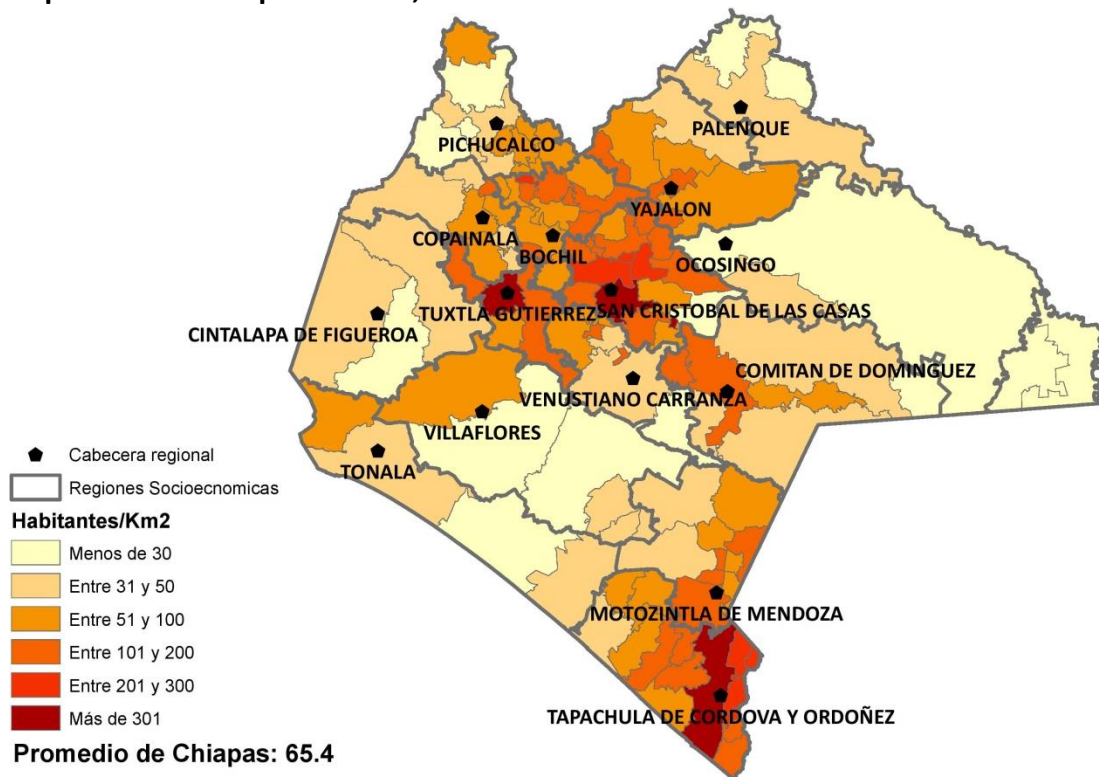 PALENQUE
PICHUCALCO
YAJALON
COPAINALA
BOCHIL
OCOSINGO
TUXTLA GUTIERREZ
SAN CRISTOBAL DE LAS CASAS
CINTALAPA DE FIGUEROA
COMITAN DE DOMINGUEZ
VENUSTIANO CARRANZA
VILLAFLORES
TONALA
MOTOZINTLA DE MENDOZA
TAPACHULA DE CORDOVA Y ORDOÑEZ
Cabecera regional
Regiones Socioecnomicas
Habitantes/Km2
Menos de 30
Entre 31 y 50
Entre 51 y 100
Entre 101 y 200
Entre 201 y 300
Más de 301
Promedio de Chiapas: 65.4